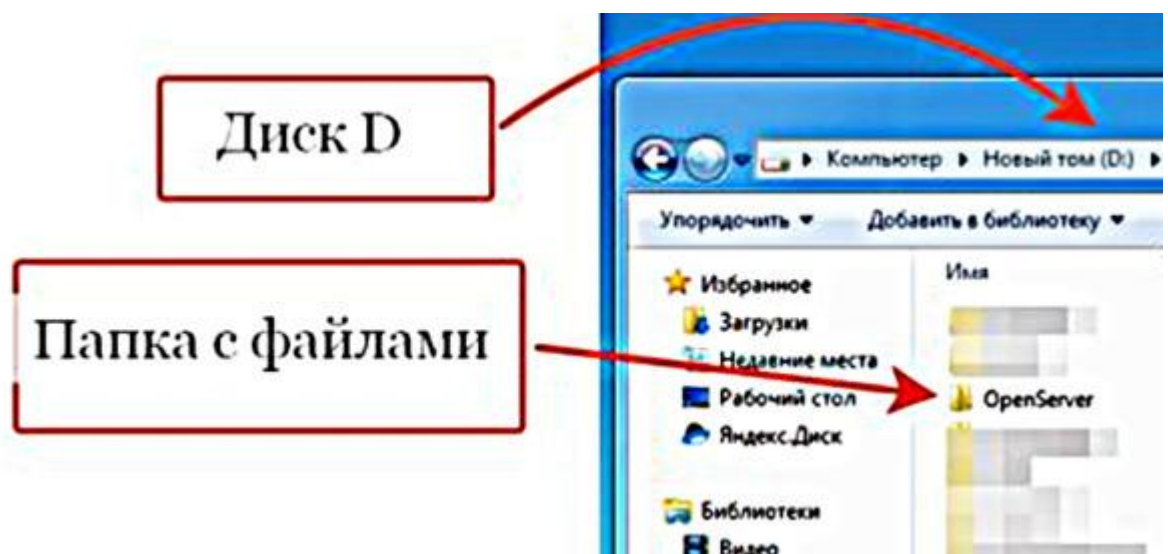 Диск D
Компьютер ▸ Новый том (D:) ▸
Упорядочить ▾ Добавить в библиотеку ▾
Папка с файлами
Имя
Избранное
Загрузки
Недавние места
Рабочий стол
OpenServer
Яндекс.Диск
Библиотеки
Видео